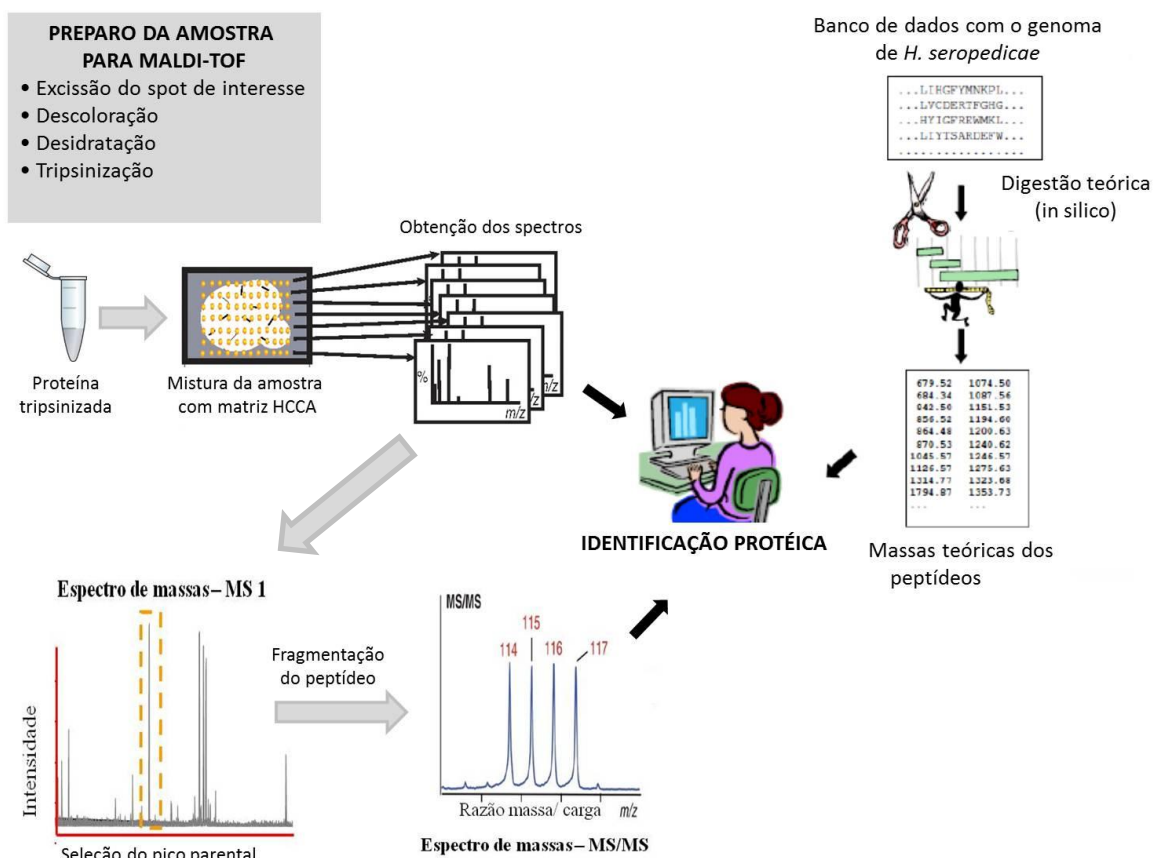 PREPARO DA AMOSTRA
PARA MALDI-TOF
• Excissão do spot de interesse
• Descoloração
• Desidratação
• Tripsinização
Banco de dados com o genoma
de H. seropedicae
...LIRGFYMNKPL...
...LVCDERTFGHG...
...HYIGFREWMKL...
...LIYTSARDEFW...
................
Digestão teórica
(in silico)
Obtenção dos spectros
Proteína
tripsinizada
Mistura da amostra
com matriz HCCA
%
m/z
m/z
m/z
679.52 1074.50
684.34 1087.56
842.50 1151.53
856.52 1194.60
864.48 1200.63
870.53 1240.62
1045.57 1246.57
1126.57 1275.63
1314.77 1323.68
1794.87 1353.73
... ...
IDENTIFICAÇÃO PROTÉICA
Massas teóricas dos
peptídeos
Espectro de massas– MS 1
Intensidade
Seleção do pico parental
Fragmentação
do peptídeo
MS/MS
114
115
116
117
Razão massa/ carga m/z
Espectro de massas– MS/MS